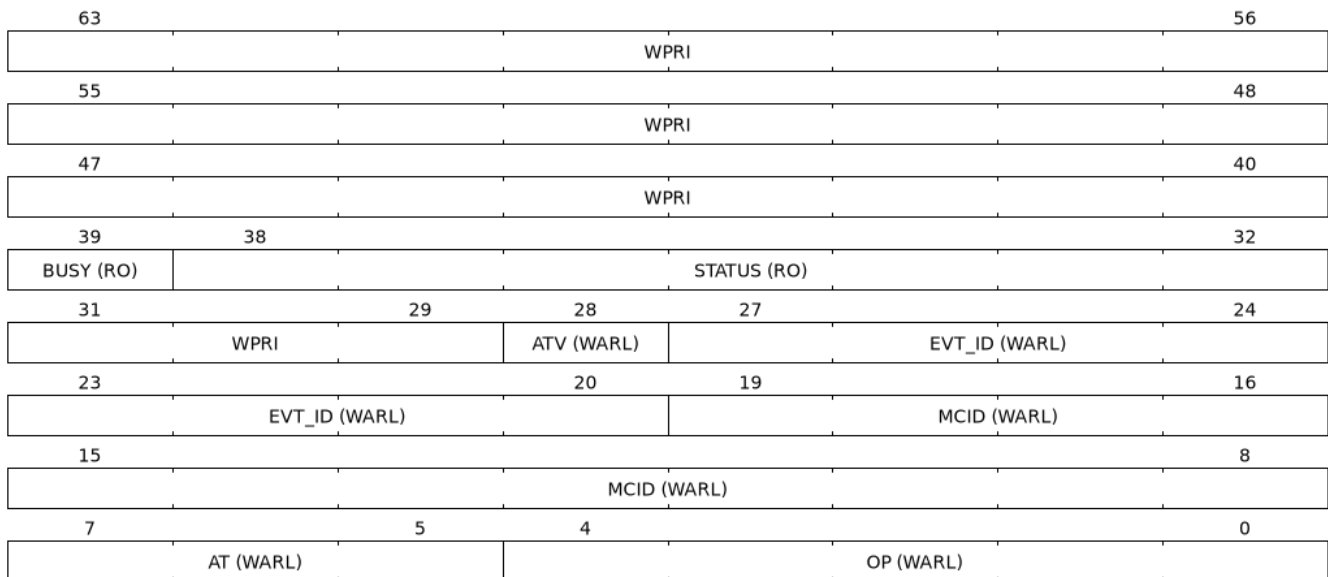 63 56
WPRI
55 48
WPRI
47 40
WPRI
39 38 32
BUSY (RO) STATUS (RO)
31 29 28 27 24
WPRI ATV (WARL) EVT_ID (WARL)
23 20 19 16
EVT_ID (WARL) MCID (WARL)
15 8
MCID (WARL)
7 5 4 0
AT (WARL) OP (WARL)